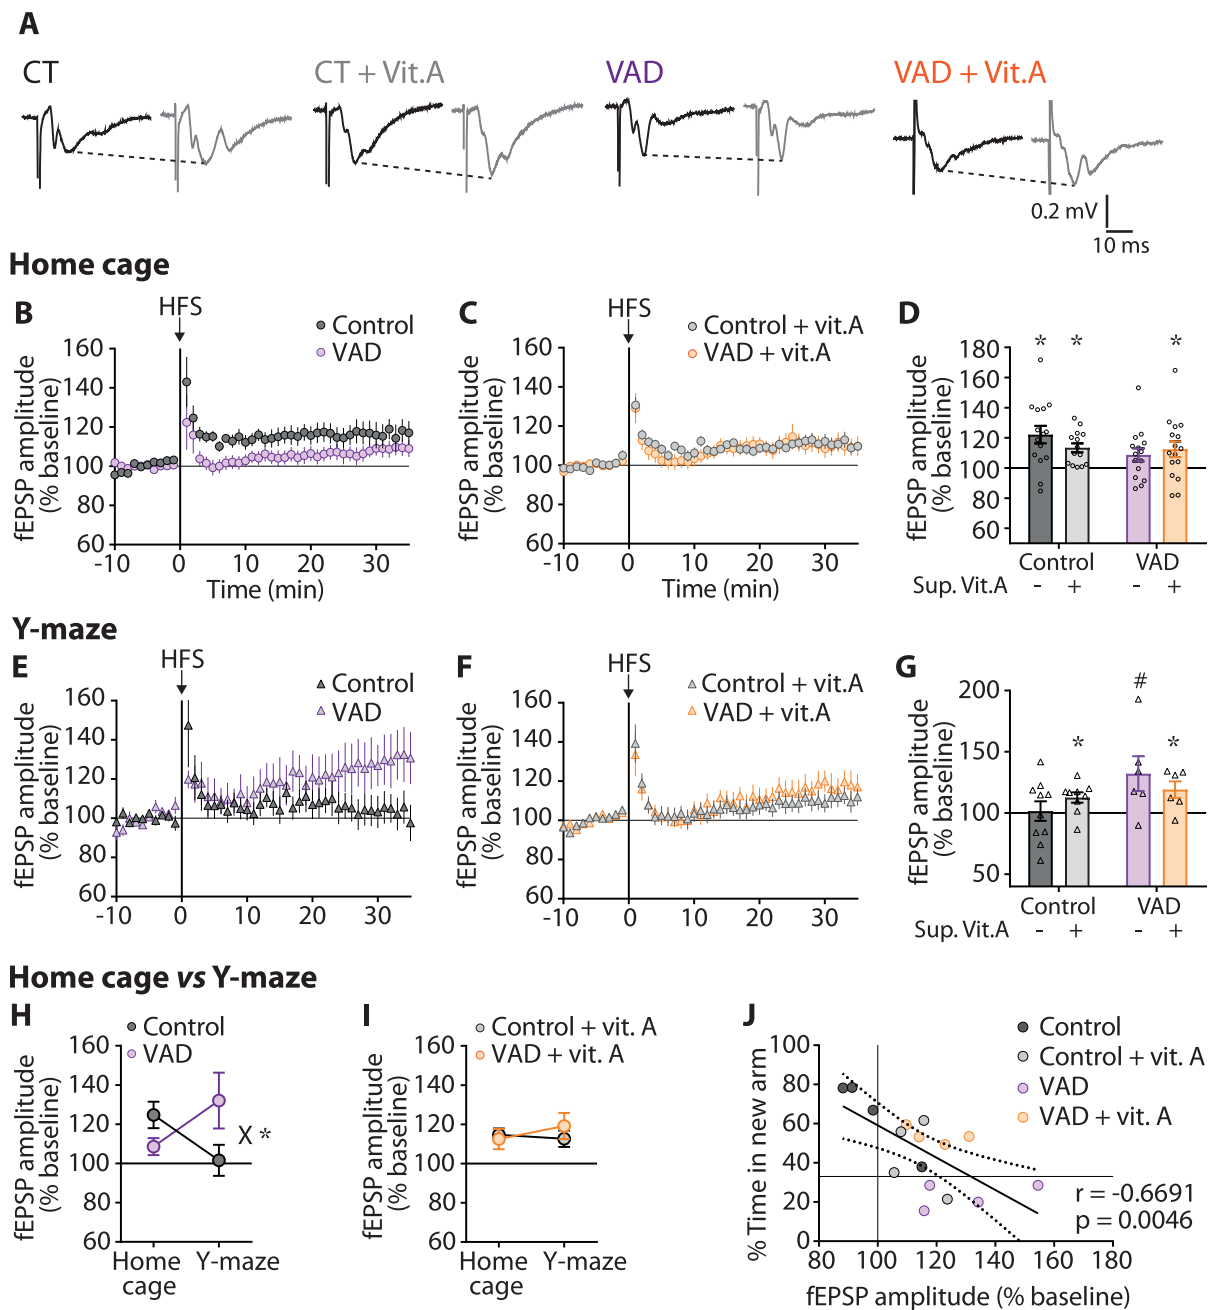 A
CT
CT + Vit.A
VAD
VAD + Vit.A
0.2 mV
10 ms
Home cage
B
HFS
Control
VAD
fEPSP amplitude
(% baseline)
160
140
120
100
80
60
-10
0
10
20
30
Time (min)
C
HFS
Control + vit.A
VAD + vit.A
fEPSP amplitude
(% baseline)
160
140
120
100
80
60
-10
0
10
20
30
Time (min)
D
fEPSP amplitude
(% baseline)
180
160
140
120
100
80
60
* * *
Control
VAD
Sup. Vit.A - + - +
Y-maze
E
HFS
Control
VAD
fEPSP amplitude
(% baseline)
160
140
120
100
80
60
-10
0
10
20
30
F
HFS
Control + vit.A
VAD + vit.A
fEPSP amplitude
(% baseline)
160
140
120
100
80
60
-10
0
10
20
30
G
fEPSP amplitude
(% baseline)
200
150
100
50
* # *
Control
VAD
Sup. Vit.A - + - +
Home cage vs Y-maze
H
Control
VAD
fEPSP amplitude
(% baseline)
160
140
120
100
80
60
X *
Home
cage
Y-maze
I
Control + vit. A
VAD + vit. A
fEPSP amplitude
(% baseline)
160
140
120
100
80
60
Home
cage
Y-maze
J
Control
Control + vit. A
VAD
VAD + vit. A
% Time in new arm
100
80
60
40
20
0
r = -0.6691
p = 0.0046
80
100
120
140
160
180
fEPSP amplitude (% baseline)